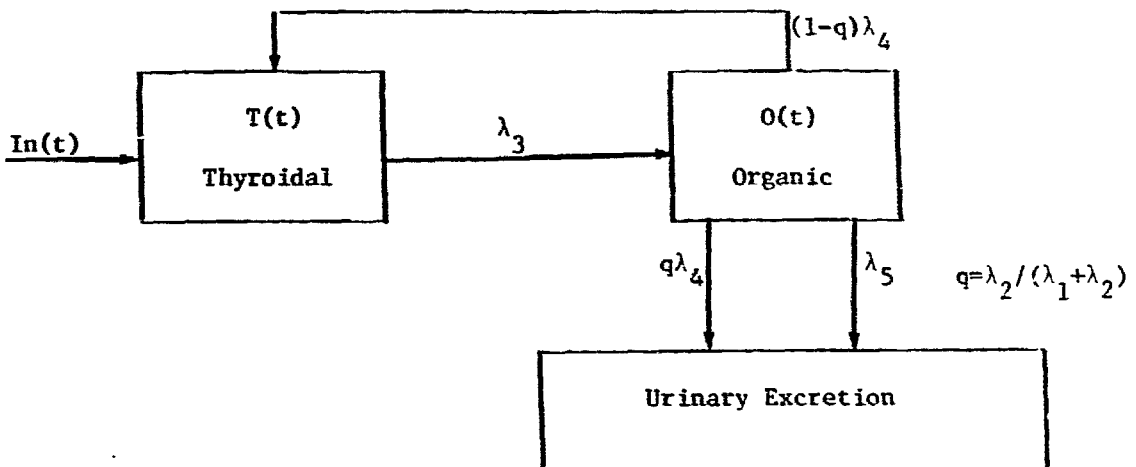 (1-q)λ₄
T(t)
O(t)
In(t)
λ₃
Thyroidal
Organic
qλ₄
λ₅
q=λ₂/(λ₁+λ₂)
Urinary Excretion